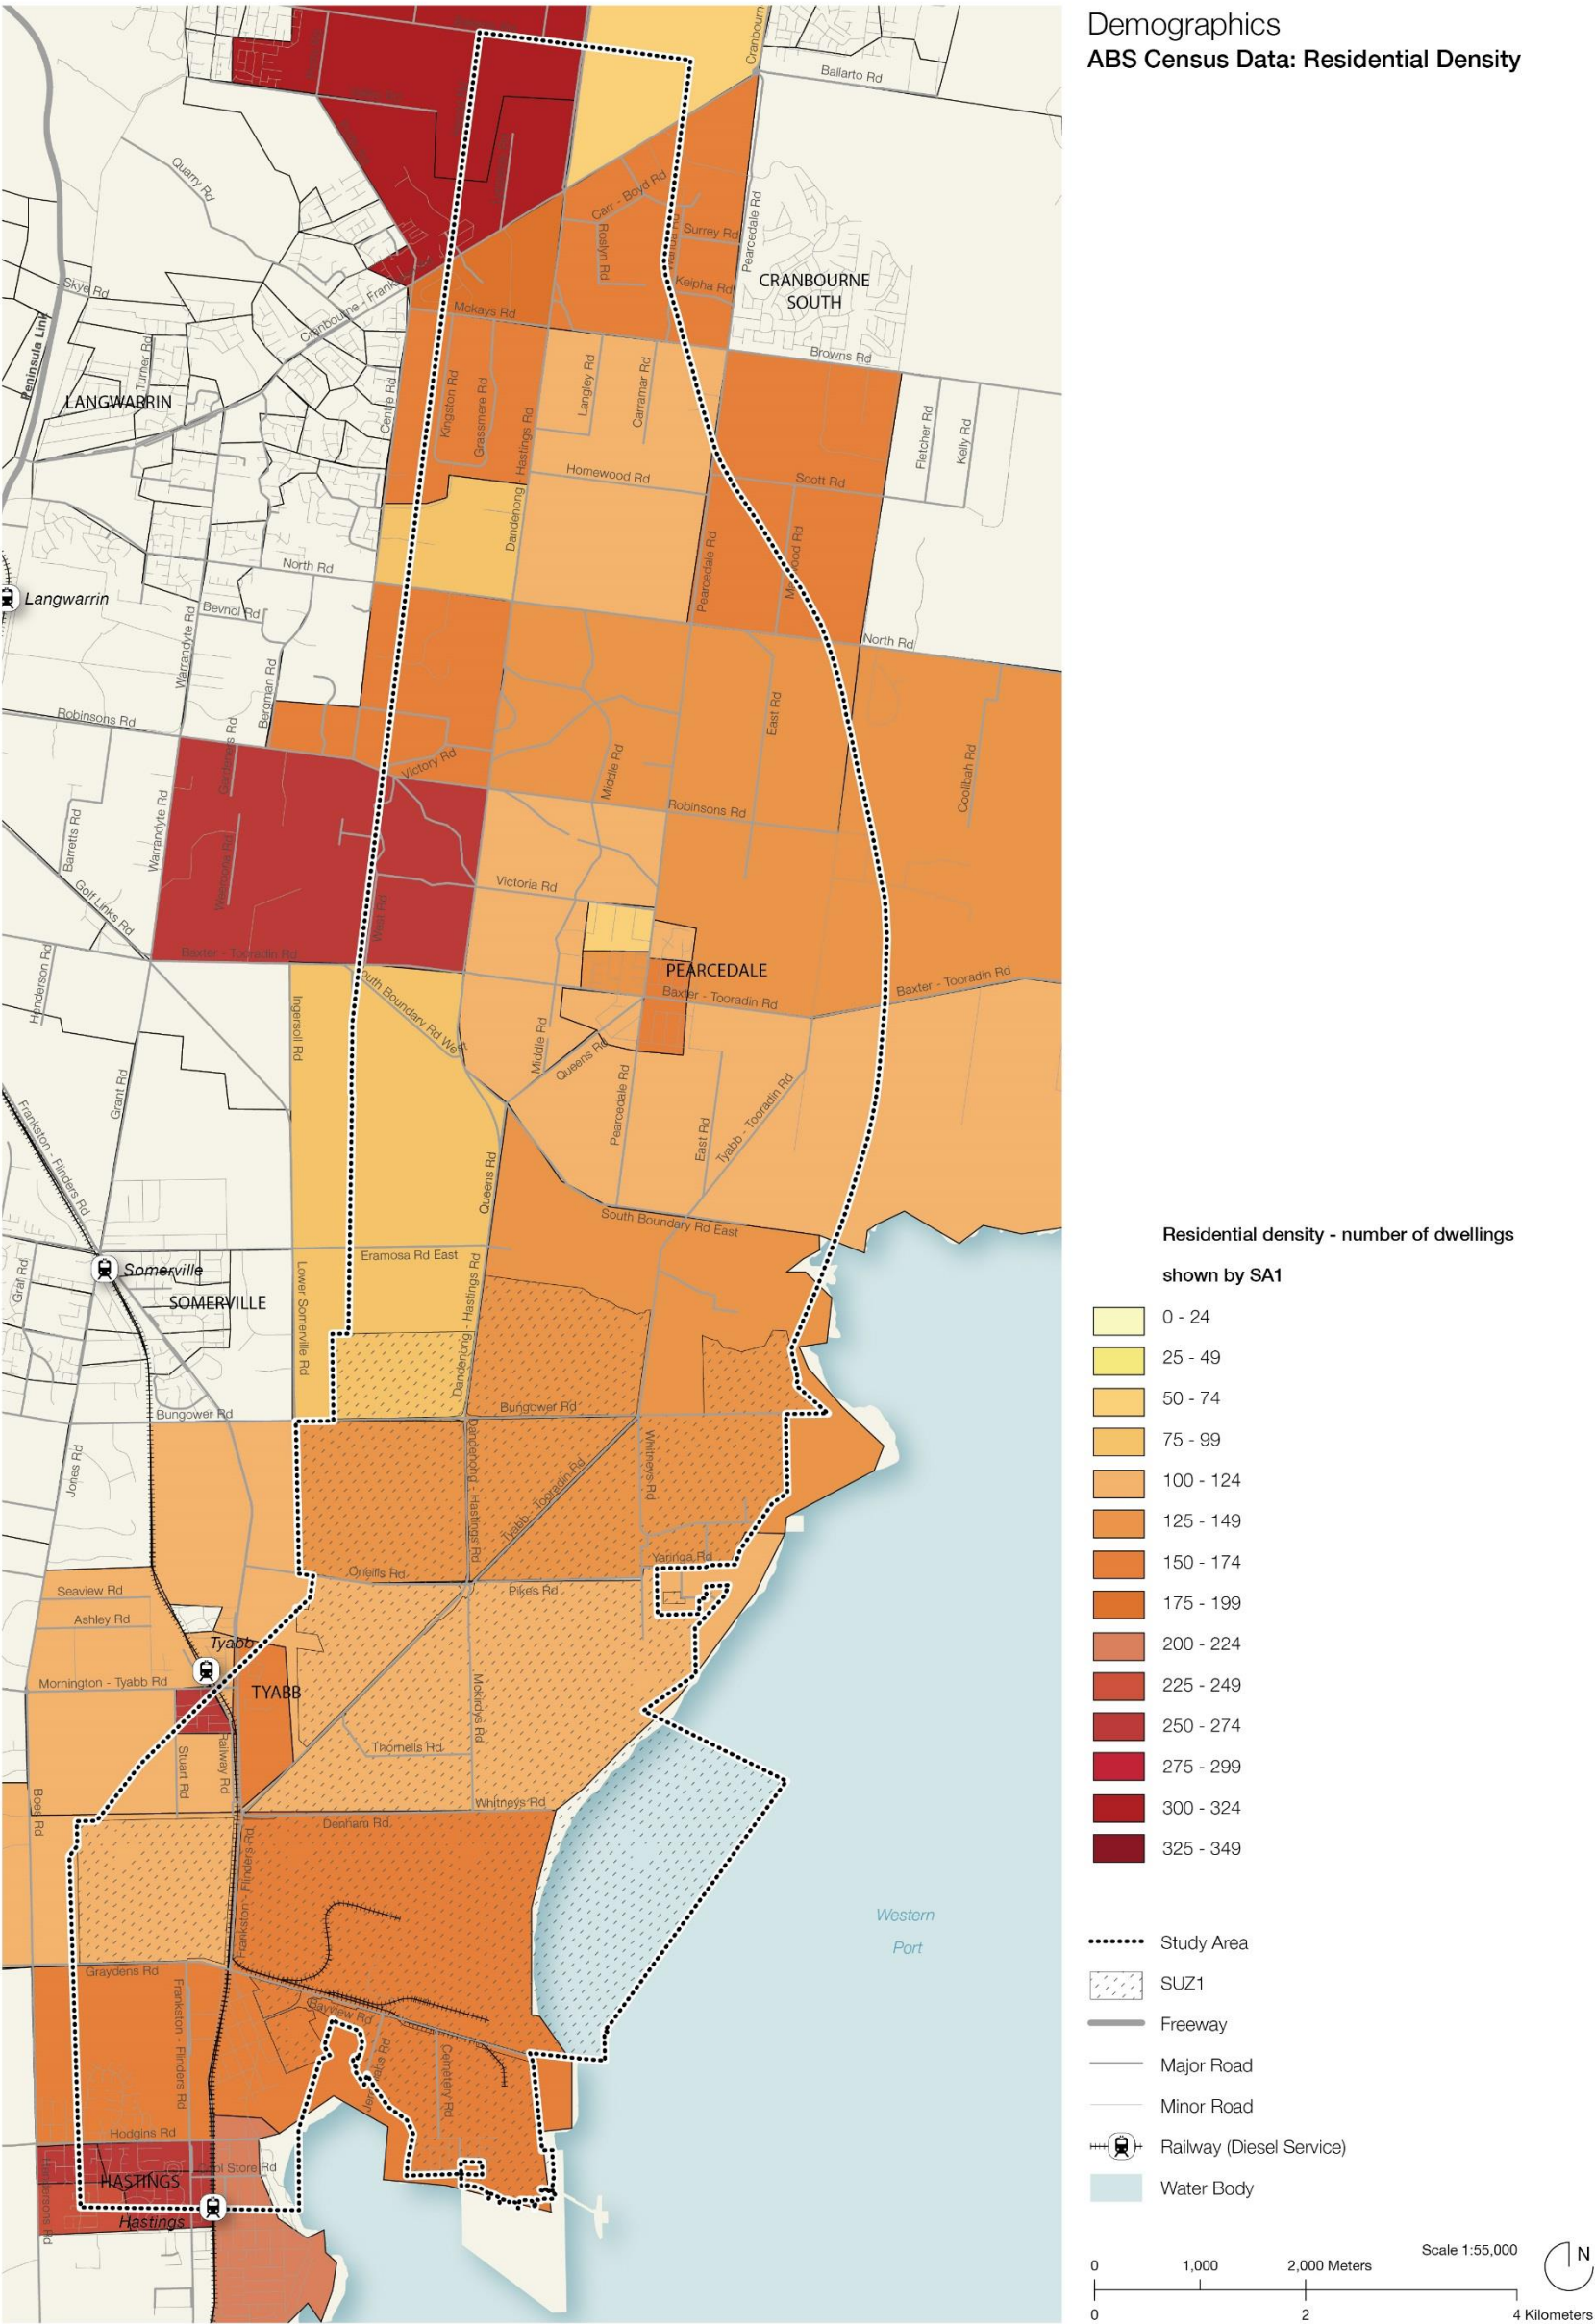 Demographics
ABS Census Data: Residential Density
Cranbourn
Ballarto Rd
Quarry Rd
Carr - Boyd Rd
Roslyn Rd
Surrey Rd
Keipha Rd
Pearcedale Rd
CRANBOURNE
SOUTH
Skye Rd
Cranbourne - Frank
Peninsula Link
Turner Rd
LANGWARRIN
Mckays Rd
Centre Rd
Kingston Rd
Grassmere Rd
Dandenong - Hastings Rd
Langley Rd
Carramar Rd
Browns Rd
Fletcher Rd
Kelly Rd
Homewood Rd
Scott Rd
Pearcedale Rd
North Rd
Langwarrin
Bevnol Rd
Warrandyte Rd
Bergman Rd
North Rd
Robinsons Rd
Victory Rd
Middle Rd
East Rd
Coolibah Rd
Robinsons Rd
Barretts Rd
Warrandyte Rd
Golf Links Rd
West Rd
Victoria Rd
Baxter - Tooradin Rd
PEARCEDALE
Baxter - Tooradin Rd
Baxter - Tooradin Rd
Henderson Rd
Ingersoll Rd
outh Boundary Rd We
Middle Rd
Queens Rd
Pearcedale Rd
East Rd
Tyabb - Tooradin Rd
Grant Rd
Frankston - Flinders Rd
Queens Rd
South Boundary Rd East
Eramosa Rd East
Somerville
SOMERVILLE
Graf Rd
Lower Somerville Rd
Dandenong - Hastings Rd
Bungower Rd
Bungower Rd
Jones Rd
Dandenong - Hastings Rd
Tyabb - Tooradin Rd
Whitneys Rd
Yaringa Rd
Oneills Rd
Pikes Rd
Seaview Rd
Ashley Rd
Tyabb
Mornington - Tyabb Rd
TYABB
Mckirdys Rd
Thornells Rd
Stuart Rd
Railway Rd
Boes Rd
Whitneys Rd
Denham Rd
Frankston - Flinders Rd
Western
Port
Graydens Rd
Frankston - Flinders Rd
Bayview Rd
Cemetery Rd
Hodgins Rd
HASTINGS
Hastings
Residential density - number of dwellings
shown by SA1
0 - 24
25 - 49
50 - 74
75 - 99
100 - 124
125 - 149
150 - 174
175 - 199
200 - 224
225 - 249
250 - 274
275 - 299
300 - 324
325 - 349
Study Area
SUZ1
Freeway
Major Road
Minor Road
Railway (Diesel Service)
Water Body
Scale 1:55,000
N
0 1,000 2,000 Meters
0 2 4 Kilometers